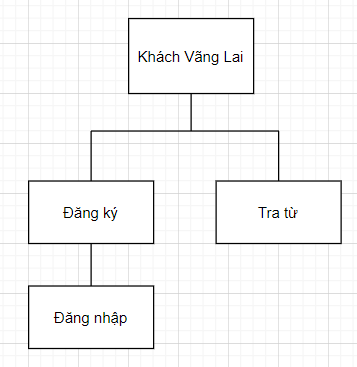 Khách Vãng Lai
Đăng ký
Tra từ
Đăng nhập